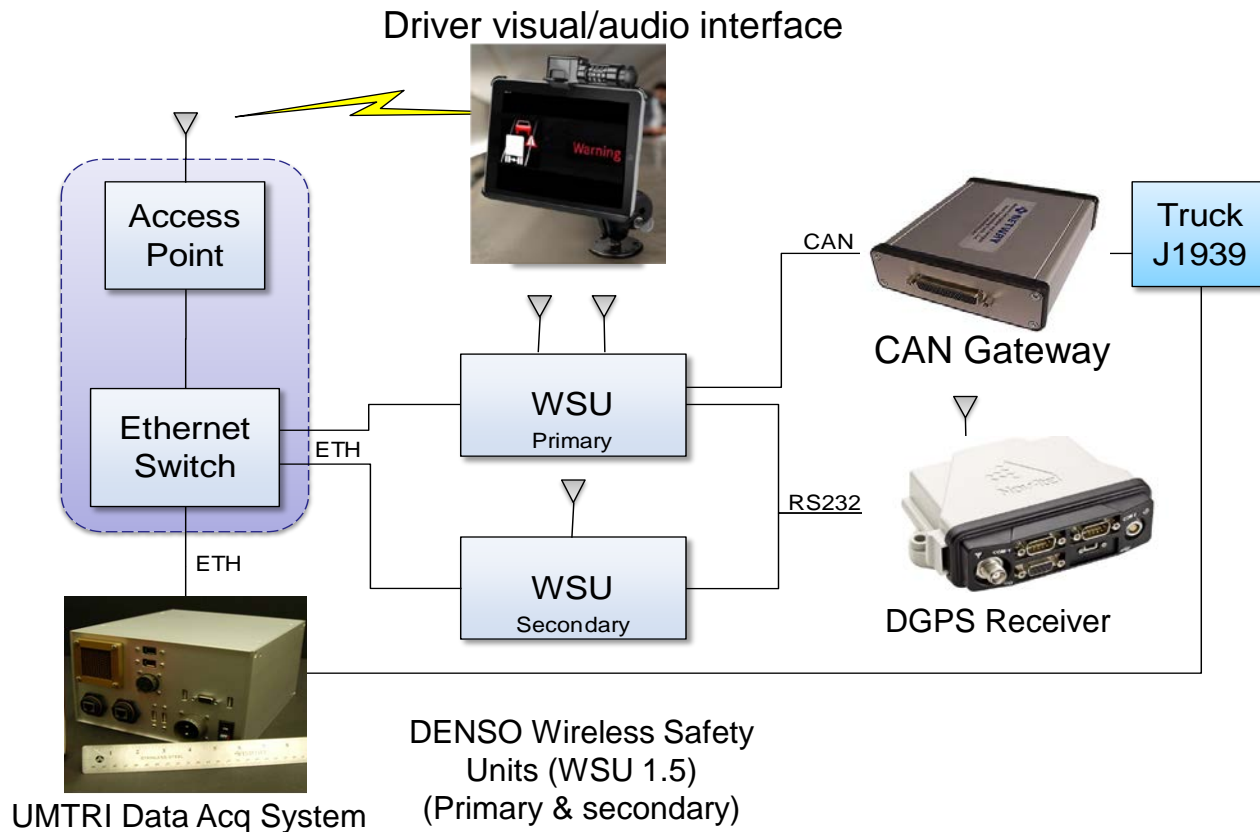 Driver visual/audio interface
Warning
Access
Point
Truck
J1939
CAN
CAN Gateway
WSU
Primary
Ethernet
Switch
ETH
RS232
WSU
Secondary
ETH
DGPS Receiver
DENSO Wireless Safety
Units (WSU 1.5)
(Primary & secondary)
UMTRI Data Acq System